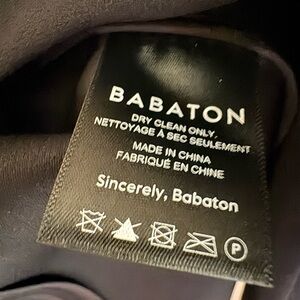 BABATON
DRY CLEAN ONLY.
NETTOYAGE À SEC SEULEMENT
MADE IN CHINA
FABRIQUÉ EN CHINE
Sincerely, Babaton
P